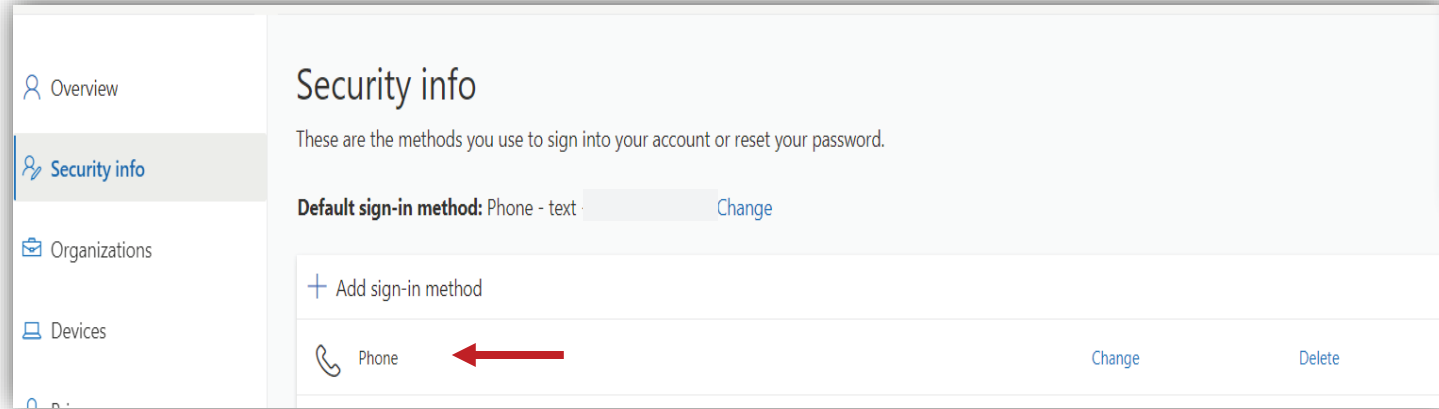 Overview
Security info
Organizations
Devices
Security info
These are the methods you use to sign into your account or reset your password.
Default sign-in method: Phone - text - Change
+ Add sign-in method
Phone Change Delete